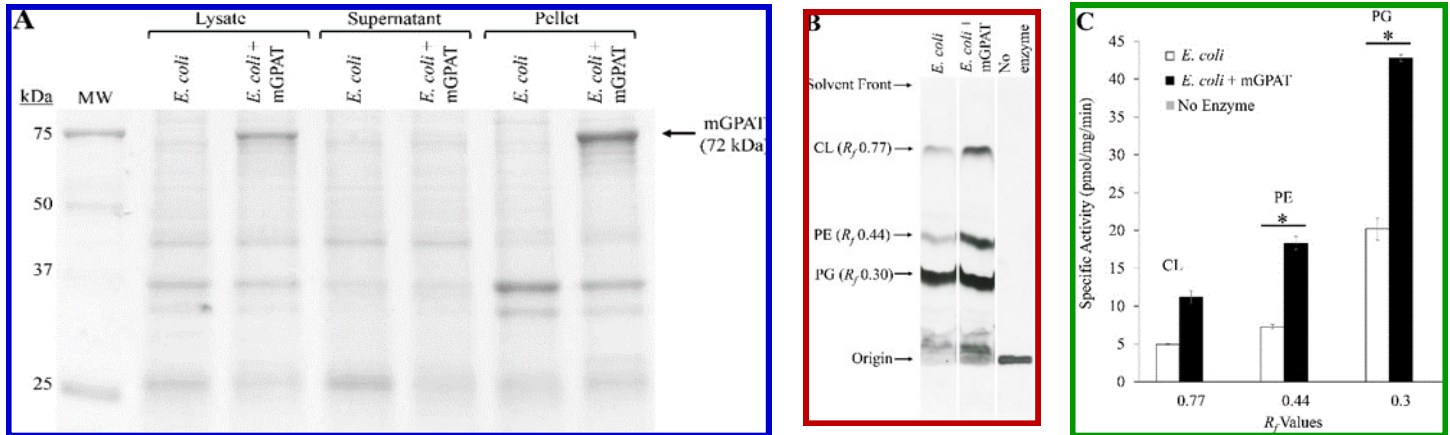 A
Lysate
Supernatant
Pellet
E. coli
E. coli +
mGPAT
E. coli
E. coli +
mGPAT
E. coli
E. coli +
mGPAT
kDa
MW
75
50
37
25
mGPAT
(72 kDa)
B
E. coli
E. coli +
mGPAT
No
enzyme
Solvent Front
CL (Rf 0.77)
PE (Rf 0.44)
PG (Rf 0.30)
Origin
C
PG
*
E. coli
E. coli + mGPAT
No Enzyme
PE
*
CL
Specific Activity (pmol/mg/min)
45
40
35
30
25
20
15
10
5
0
0.77
0.44
0.3
Rf Values